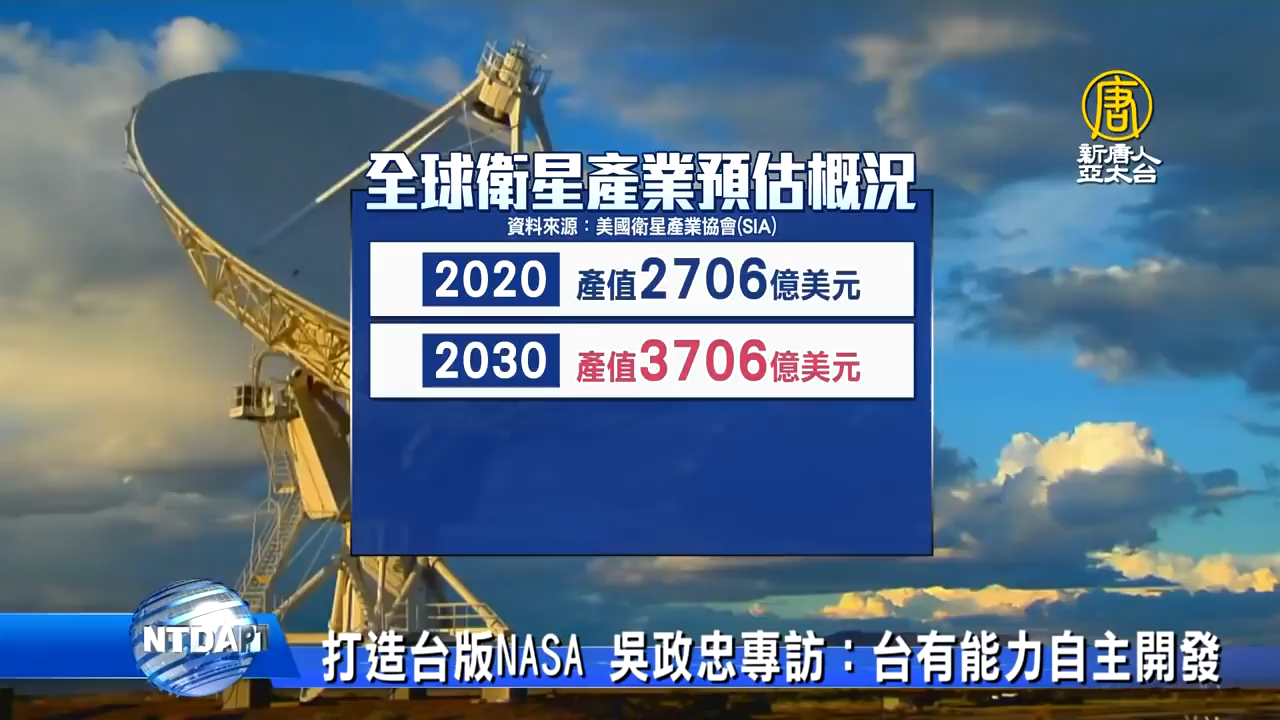 唐
新唐人
亞太台
全球衛星產業預估概況
資料來源：美國衛星產業協會(SIA)
2020 產值2706億美元
2030 產值3706億美元
NTDAPT
打造台版NASA 吳政忠專訪：台有能力自主開發